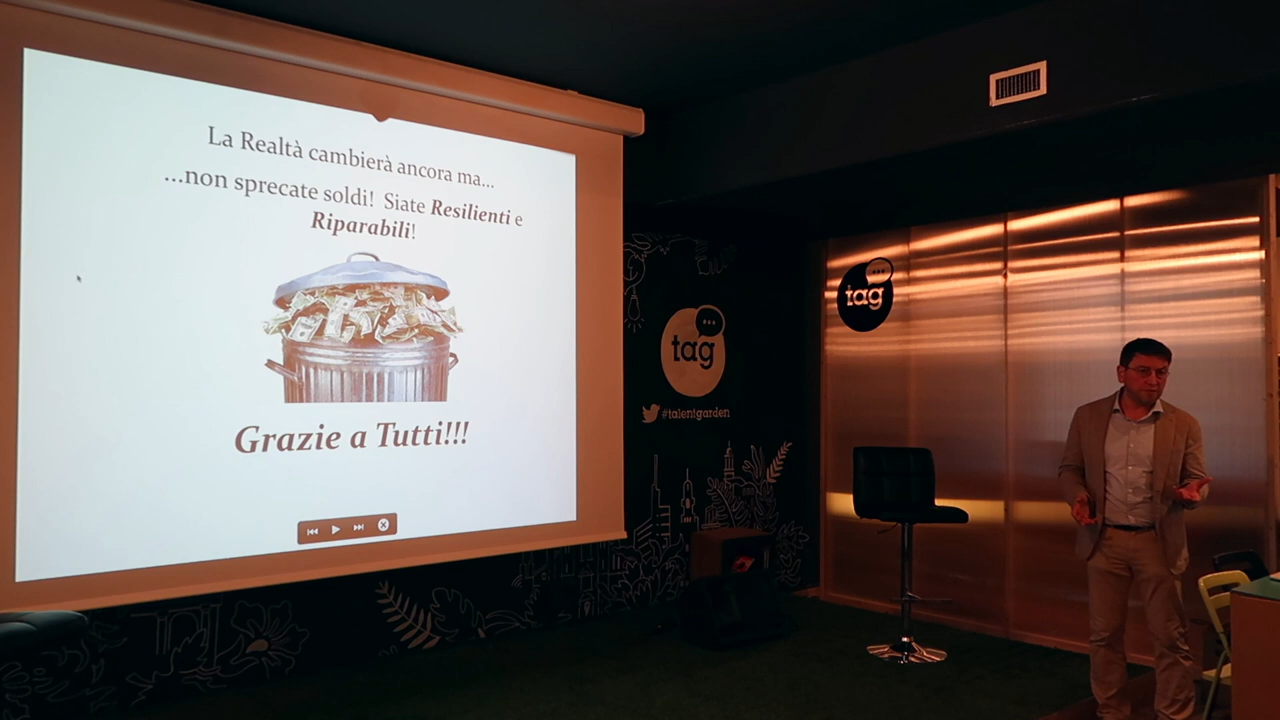 La Realtà cambierà ancora ma...
...non sprecate soldi! Siate Resilienti e
Riparabili!
Grazie a Tutti!!!
tag
#talentgarden
tag